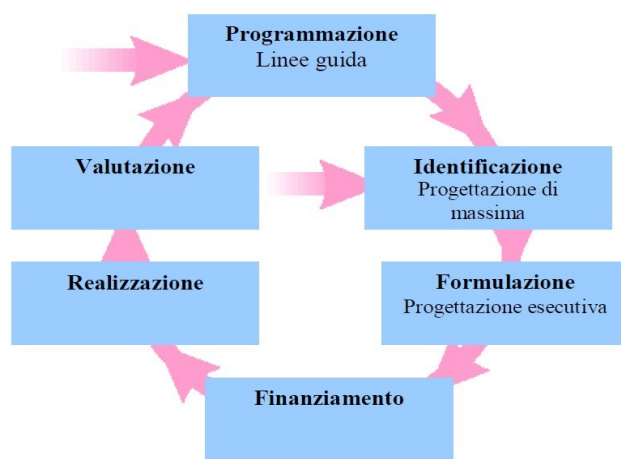 Programmazione
Linee guida
Valutazione
Identificazione
Progettazione di
massima
Realizzazione
Formulazione
Progettazione esecutiva
Finanziamento